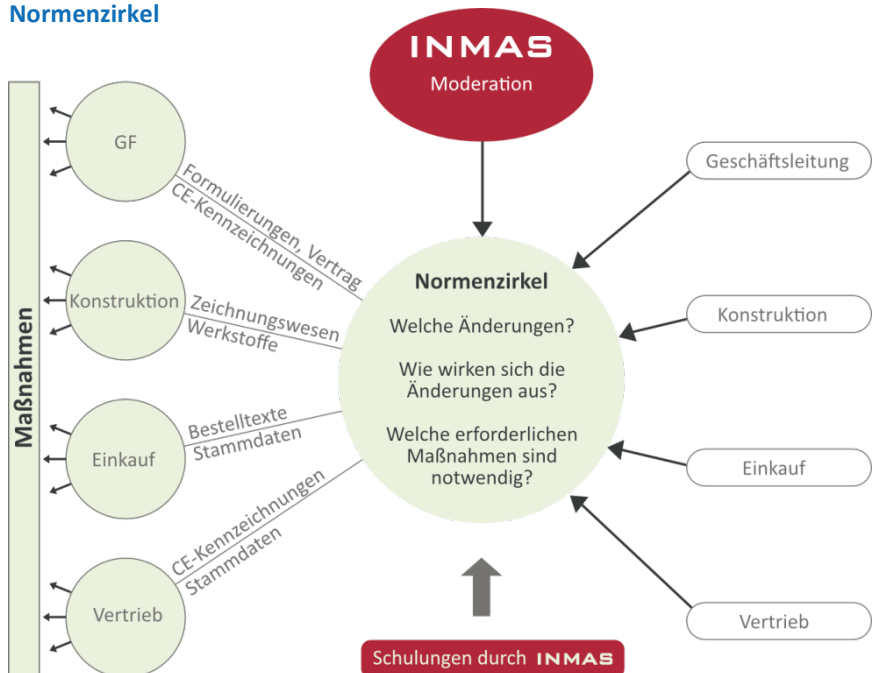 Normenzirkel
INMAS
Moderation
Maßnahmen
GF
Formulierungen, Vertrag
CE-Kennzeichnungen
Konstruktion
Zeichnungswesen
Werkstoffe
Einkauf
Bestelltexte
Stammdaten
Vertrieb
CE-Kennzeichnungen
Stammdaten
Normenzirkel
Welche Änderungen?
Wie wirken sich die
Änderungen aus?
Welche erforderlichen
Maßnahmen sind
notwendig?
Geschäftsleitung
Konstruktion
Einkauf
Vertrieb
Schulungen durch INMAS